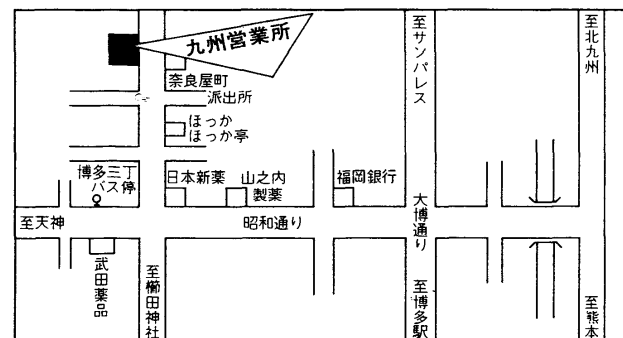 九州営業所
奈良屋町
派出所
ほっか
ほっか亭
博多三丁
バス停
日本新薬
山之内
製薬
福岡銀行
至サンパレス
至北九州
至天神
昭和通り
大博通り
武田薬品
至櫛田神社
至博多駅
至熊本